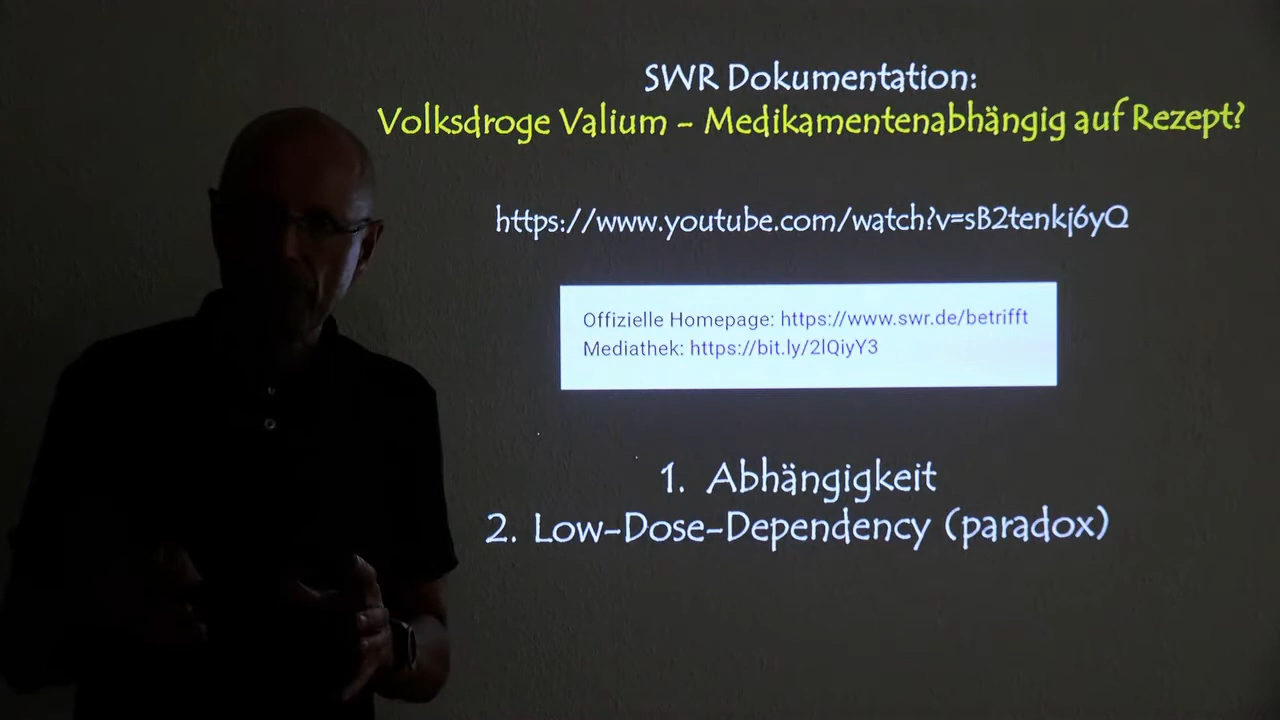 SWR Dokumentation:
Volksdroge Valium - Medikamentenabhängig auf Rezept?
https://www.youtube.com/watch?v=sB2tenkj6yQ
Offizielle Homepage: https://www.swr.de/betrifft
Mediathek: https://bit.ly/2lQiyY3
1. Abhängigkeit
2. Low-Dose-Dependency (paradox)